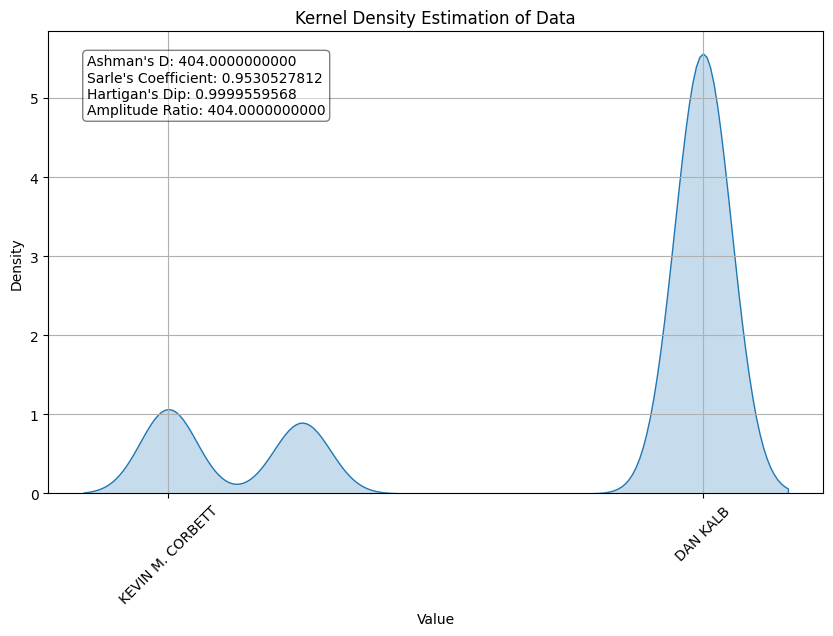 Kernel Density Estimation of Data
Ashman's D: 404.0000000000
Sarle's Coefficient: 0.9530527812
Hartigan's Dip: 0.9999559568
Amplitude Ratio: 404.0000000000
Density
5
4
3
2
1
0
KEVIN M. CORBETT
DAN KALB
Value